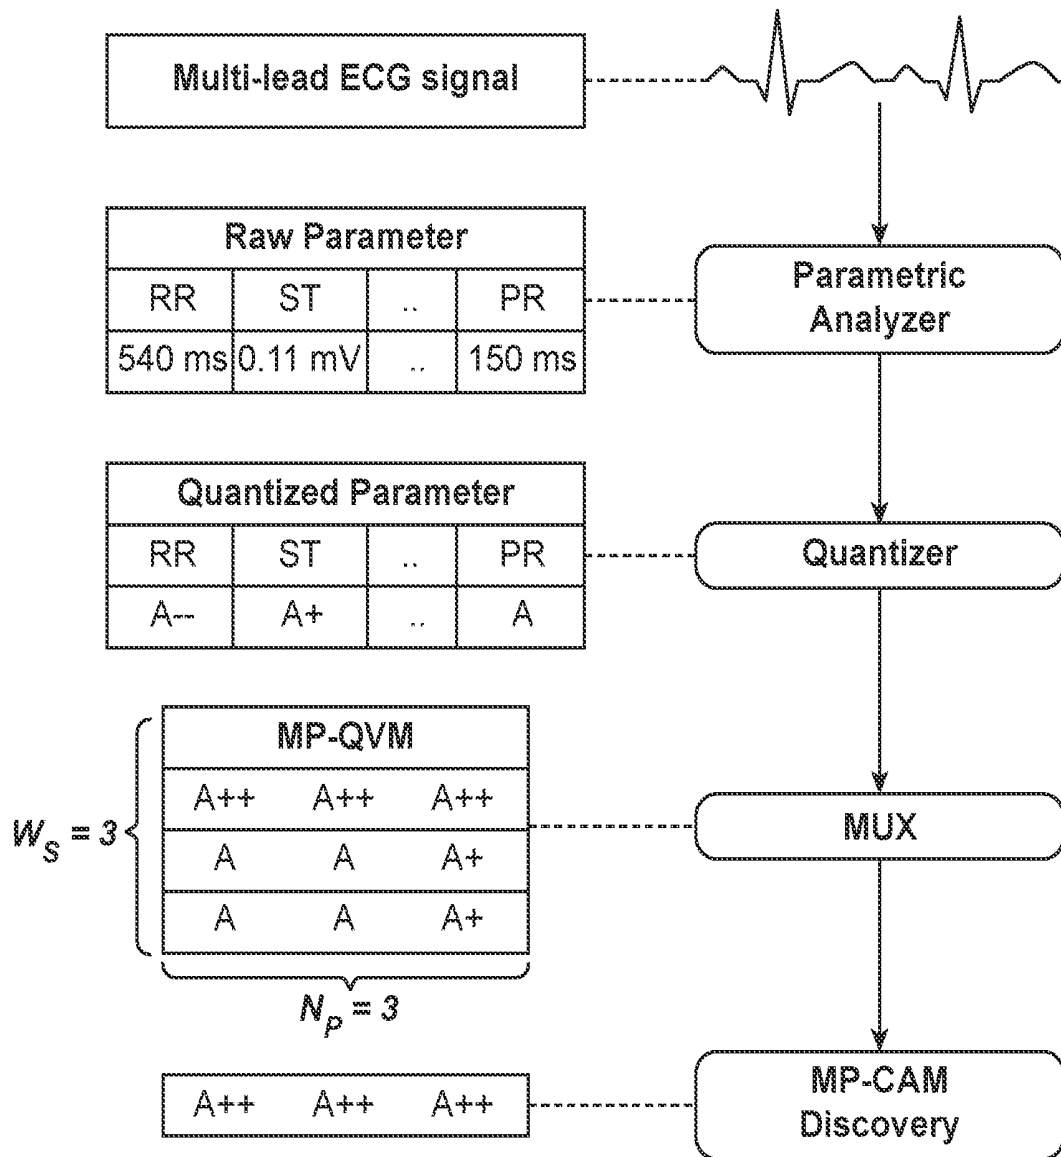 Multi-lead ECG signal
Raw Parameter
RR ST .. PR
540 ms 0.11 mV .. 150 ms
Parametric
Analyzer
Quantized Parameter
RR ST .. PR
A-- A+ .. A
Quantizer
MP-QVM
A++ A++ A++
A A A+
A A A+
W_S = 3
N_P = 3
MUX
A++ A++ A++
MP-CAM
Discovery